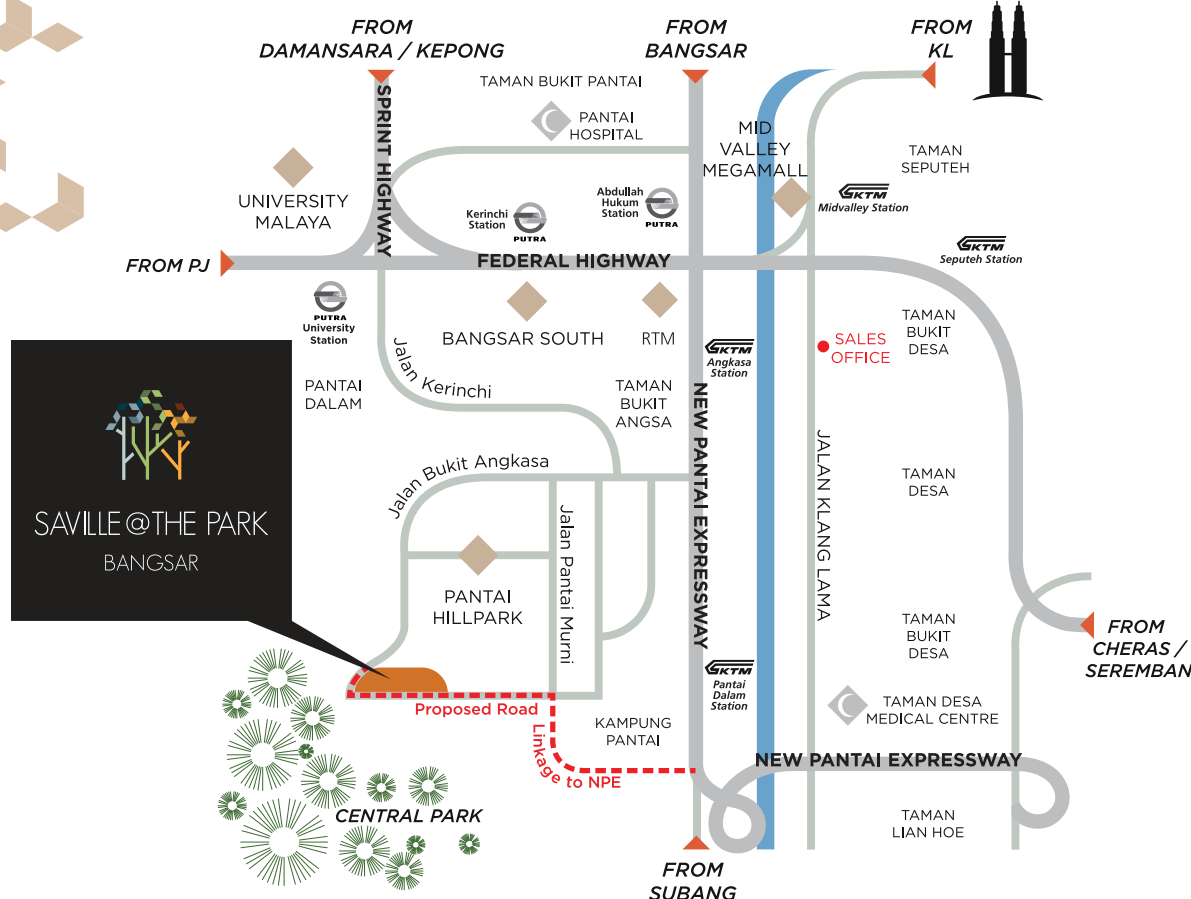 FROM
DAMANSARA / KEPONG
FROM
BANGSAR
FROM
KL
TAMAN BUKIT PANTAI
SPRINT HIGHWAY
PANTAI
HOSPITAL
MID
VALLEY
MEGAMALL
TAMAN
SEPUTEH
UNIVERSITY
MALAYA
Kerinchi
Station
PUTRA
Abdullah
Hukum
Station
PUTRA
KTM
Midvalley Station
KTM
Seputeh Station
FROM PJ
FEDERAL HIGHWAY
PUTRA
University
Station
BANGSAR SOUTH
RTM
KTM
Angkasa
Station
SALES
OFFICE
TAMAN
BUKIT
DESA
PANTAI
DALAM
Jalan Kerinchi
TAMAN
BUKIT
ANGSA
NEW PANTAI EXPRESSWAY
JALAN KLANG LAMA
TAMAN
DESA
Jalan Bukit Angkasa
Jalan Pantai Murni
SAVILLE@THE PARK
BANGSAR
PANTAI
HILLPARK
TAMAN
BUKIT
DESA
FROM
CHERAS /
SEREMBAN
KTM
Pantai
Dalam
Station
TAMAN DESA
MEDICAL CENTRE
Proposed Road
Linkage to NPE
KAMPUNG
PANTAI
NEW PANTAI EXPRESSWAY
CENTRAL PARK
TAMAN
LIAN HOE
FROM
SUBANG